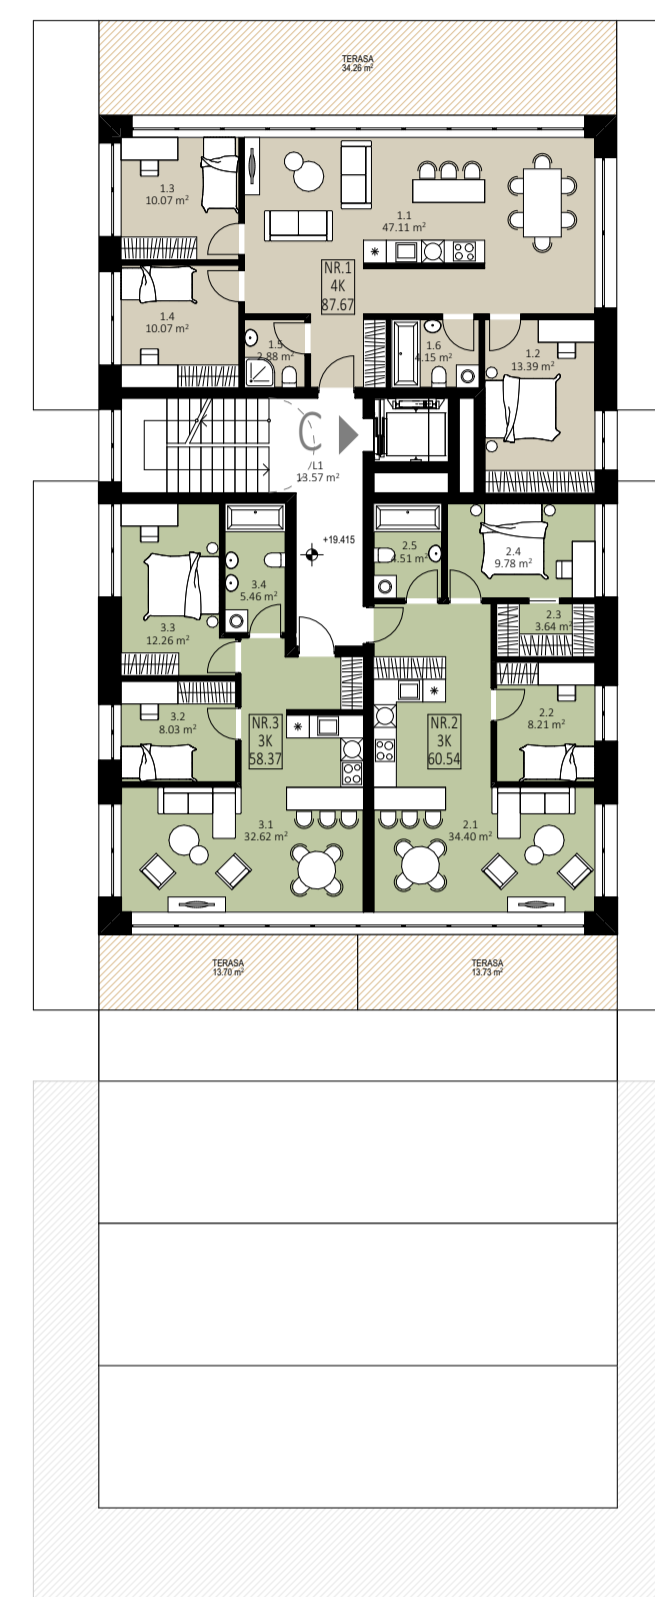 TERASA
34.26 m²
1.3
10.07 m²
1.1
47.11 m²
NR.1
4K
87.67
1.4
10.07 m²
1.5
2.88 m²
1.6
4.15 m²
1.2
13.39 m²
C
/L1
13.57 m²
+19.415
2.5
4.51 m²
2.4
9.78 m²
3.4
5.46 m²
3.3
12.26 m²
2.3
3.64 m²
3.2
8.03 m²
NR.3
3K
58.37
NR.2
3K
60.54
2.2
8.21 m²
3.1
32.62 m²
2.1
34.40 m²
TERASA
13.70 m²
TERASA
13.73 m²